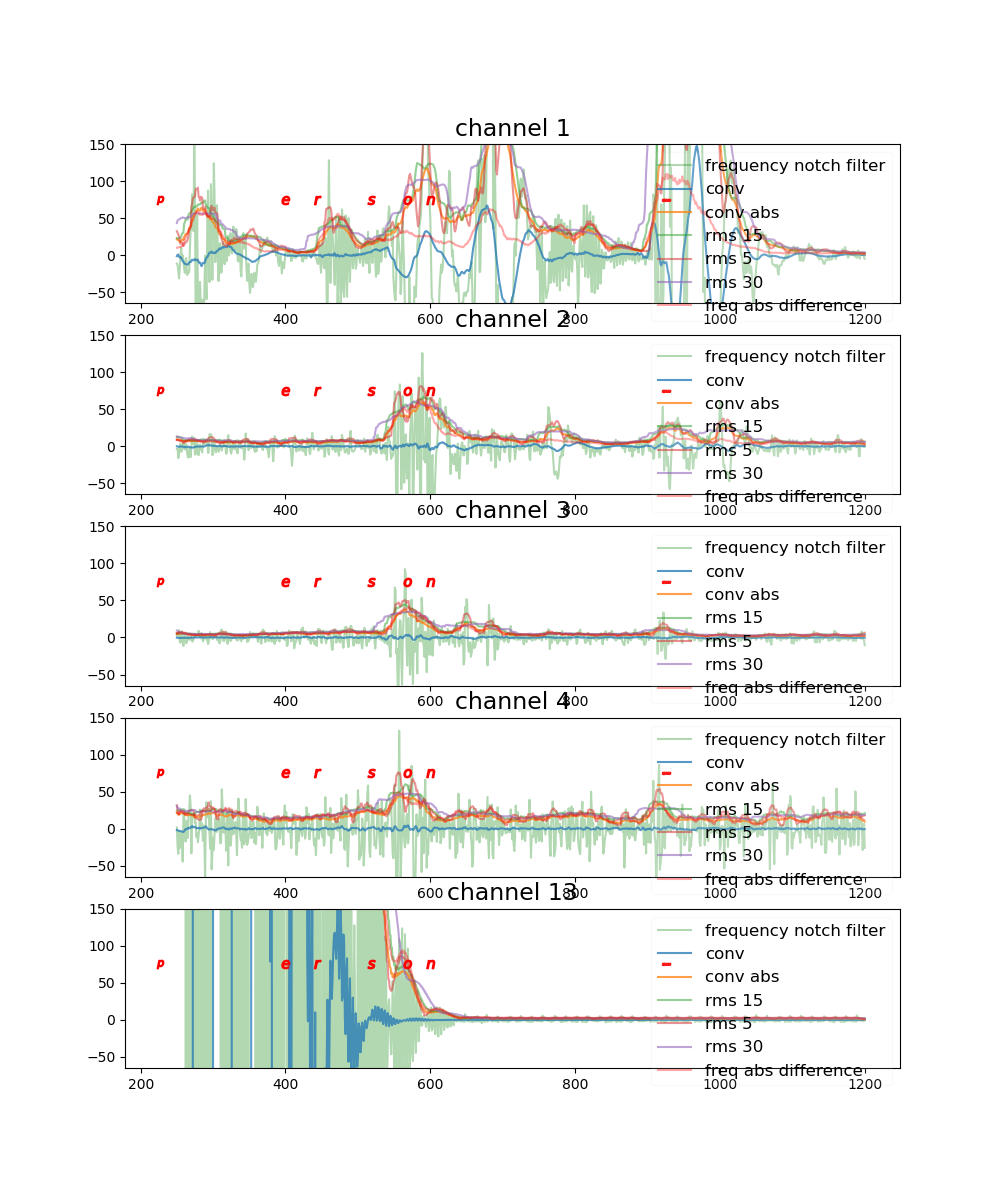 channel 1
150
100
50
0
−50
p e r s o n –
frequency notch filter
conv
conv abs
rms 15
rms 5
rms 30
freq abs difference
200 400 600 800 1000 1200
channel 2
150
100
50
0
−50
p e r s o n –
frequency notch filter
conv
conv abs
rms 15
rms 5
rms 30
freq abs difference
200 400 600 800 1000 1200
channel 3
150
100
50
0
−50
p e r s o n –
frequency notch filter
conv
conv abs
rms 15
rms 5
rms 30
freq abs difference
200 400 600 800 1000 1200
channel 4
150
100
50
0
−50
p e r s o n –
frequency notch filter
conv
conv abs
rms 15
rms 5
rms 30
freq abs difference
200 400 600 800 1000 1200
channel 13
150
100
50
0
−50
p e r s o n –
frequency notch filter
conv
conv abs
rms 15
rms 5
rms 30
freq abs difference
200 400 600 800 1000 1200